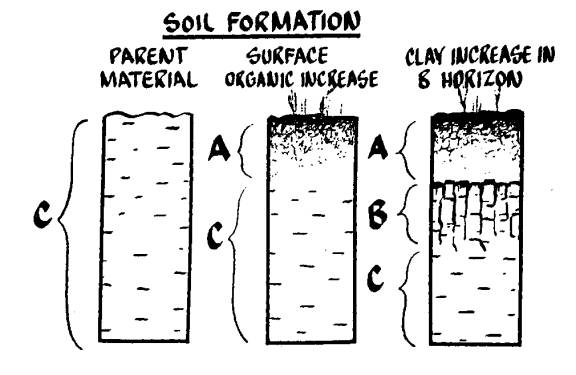 SOIL FORMATION
PARENT
MATERIAL
SURFACE
ORGANIC INCREASE
CLAY INCREASE IN
B HORIZON
C
A
C
A
B
C